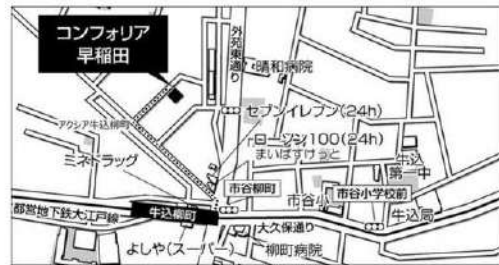 コンフォリア
早稲田
外苑東通り
晴和病院
アクシア牛込柳町
セブンイレブン(24h)
ローソン100(24h)
まいばすけっと
ミネドラッグ
市谷柳町
市谷小
市谷小学校前
牛込
第一中
都営地下鉄大江戸線
牛込柳町
大久保通り
牛込局
よしや(スーパー)
柳町病院